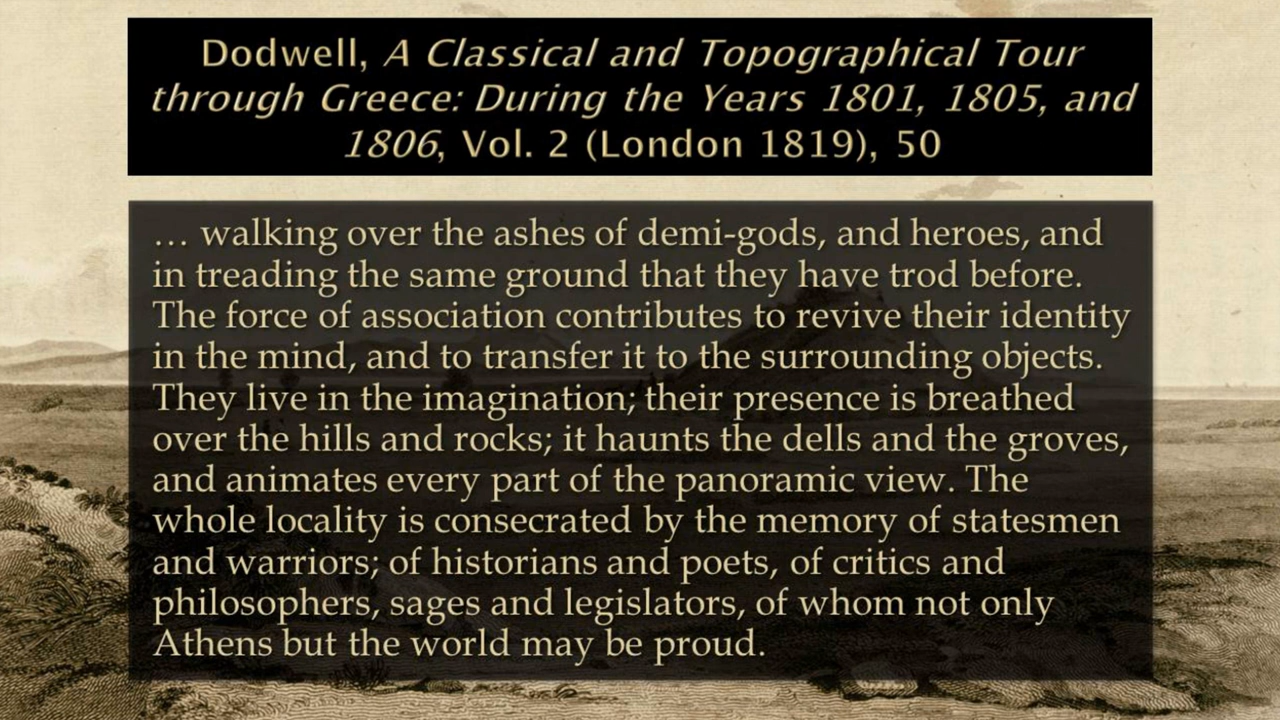 Dodwell, A Classical and Topographical Tour
through Greece: During the Years 1801, 1805, and
1806, Vol. 2 (London 1819), 50
… walking over the ashes of demi-gods, and heroes, and
in treading the same ground that they have trod before.
The force of association contributes to revive their identity
in the mind, and to transfer it to the surrounding objects.
They live in the imagination; their presence is breathed
over the hills and rocks; it haunts the dells and the groves,
and animates every part of the panoramic view. The
whole locality is consecrated by the memory of statesmen
and warriors; of historians and poets, of critics and
philosophers, sages and legislators, of whom not only
Athens but the world may be proud.